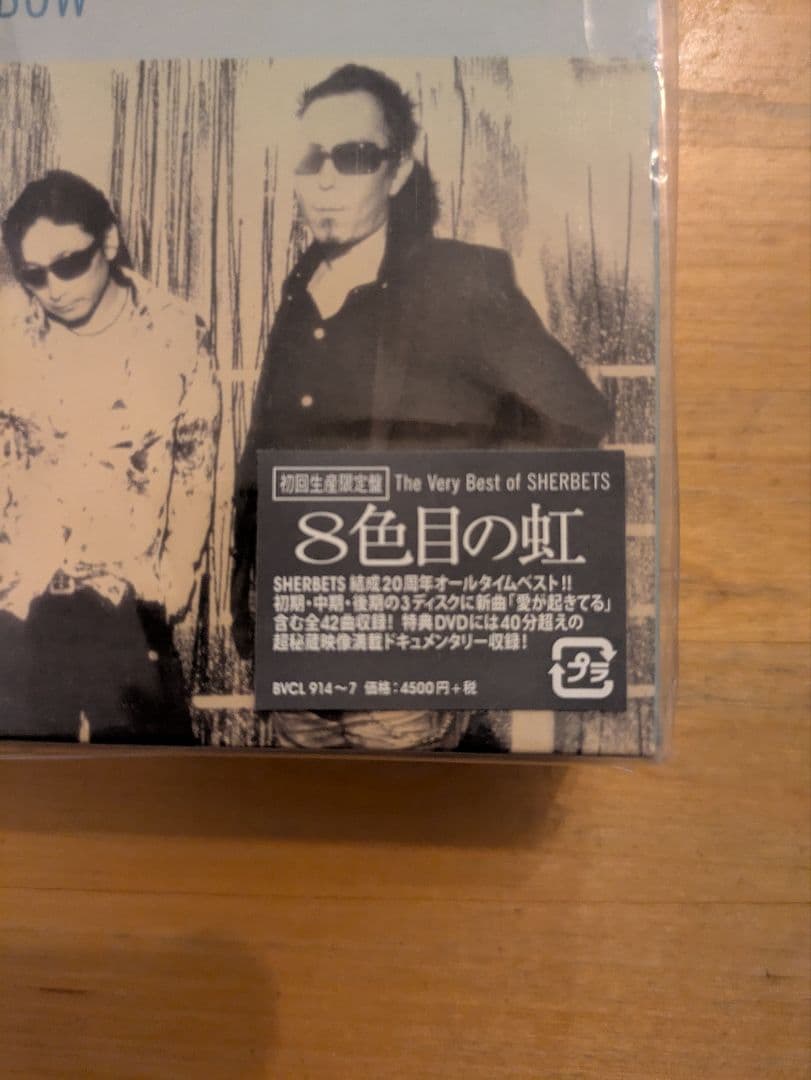 BOW
初回生産限定盤 The Very Best of SHERBETS
8色目の虹
SHERBETS 結成20周年オールタイムベスト!!
初期・中期・後期の3ディスクに新曲「愛が起きてる」
含む全42曲収録! 特典DVDには40分超えの
超秘蔵映像満載ドキュメンタリー収録!
プラ
BVCL 914〜7 価格:4500円+税